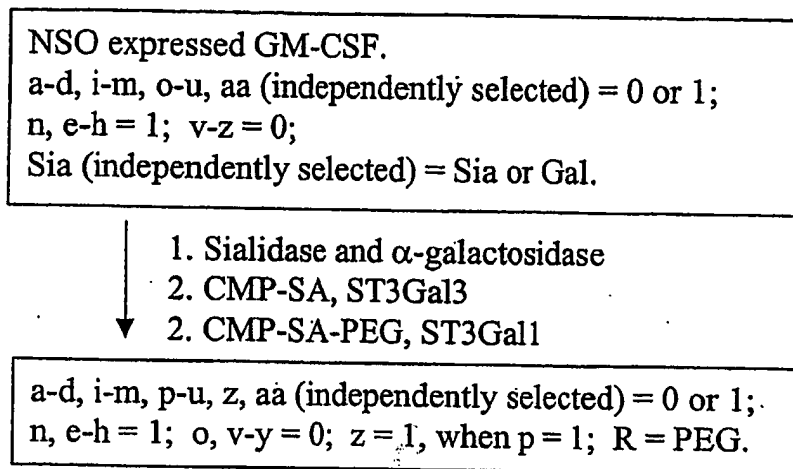 NSO expressed GM-CSF.
a-d, i-m, o-u, aa (independently selected) = 0 or 1;
n, e-h = 1; v-z = 0;
Sia (independently selected) = Sia or Gal.
1. Sialidase and α-galactosidase
2. CMP-SA, ST3Gal3
2. CMP-SA-PEG, ST3Gal1
a-d, i-m, p-u, z, aa (independently selected) = 0 or 1;
n, e-h = 1; o, v-y = 0; z = 1, when p = 1; R = PEG.